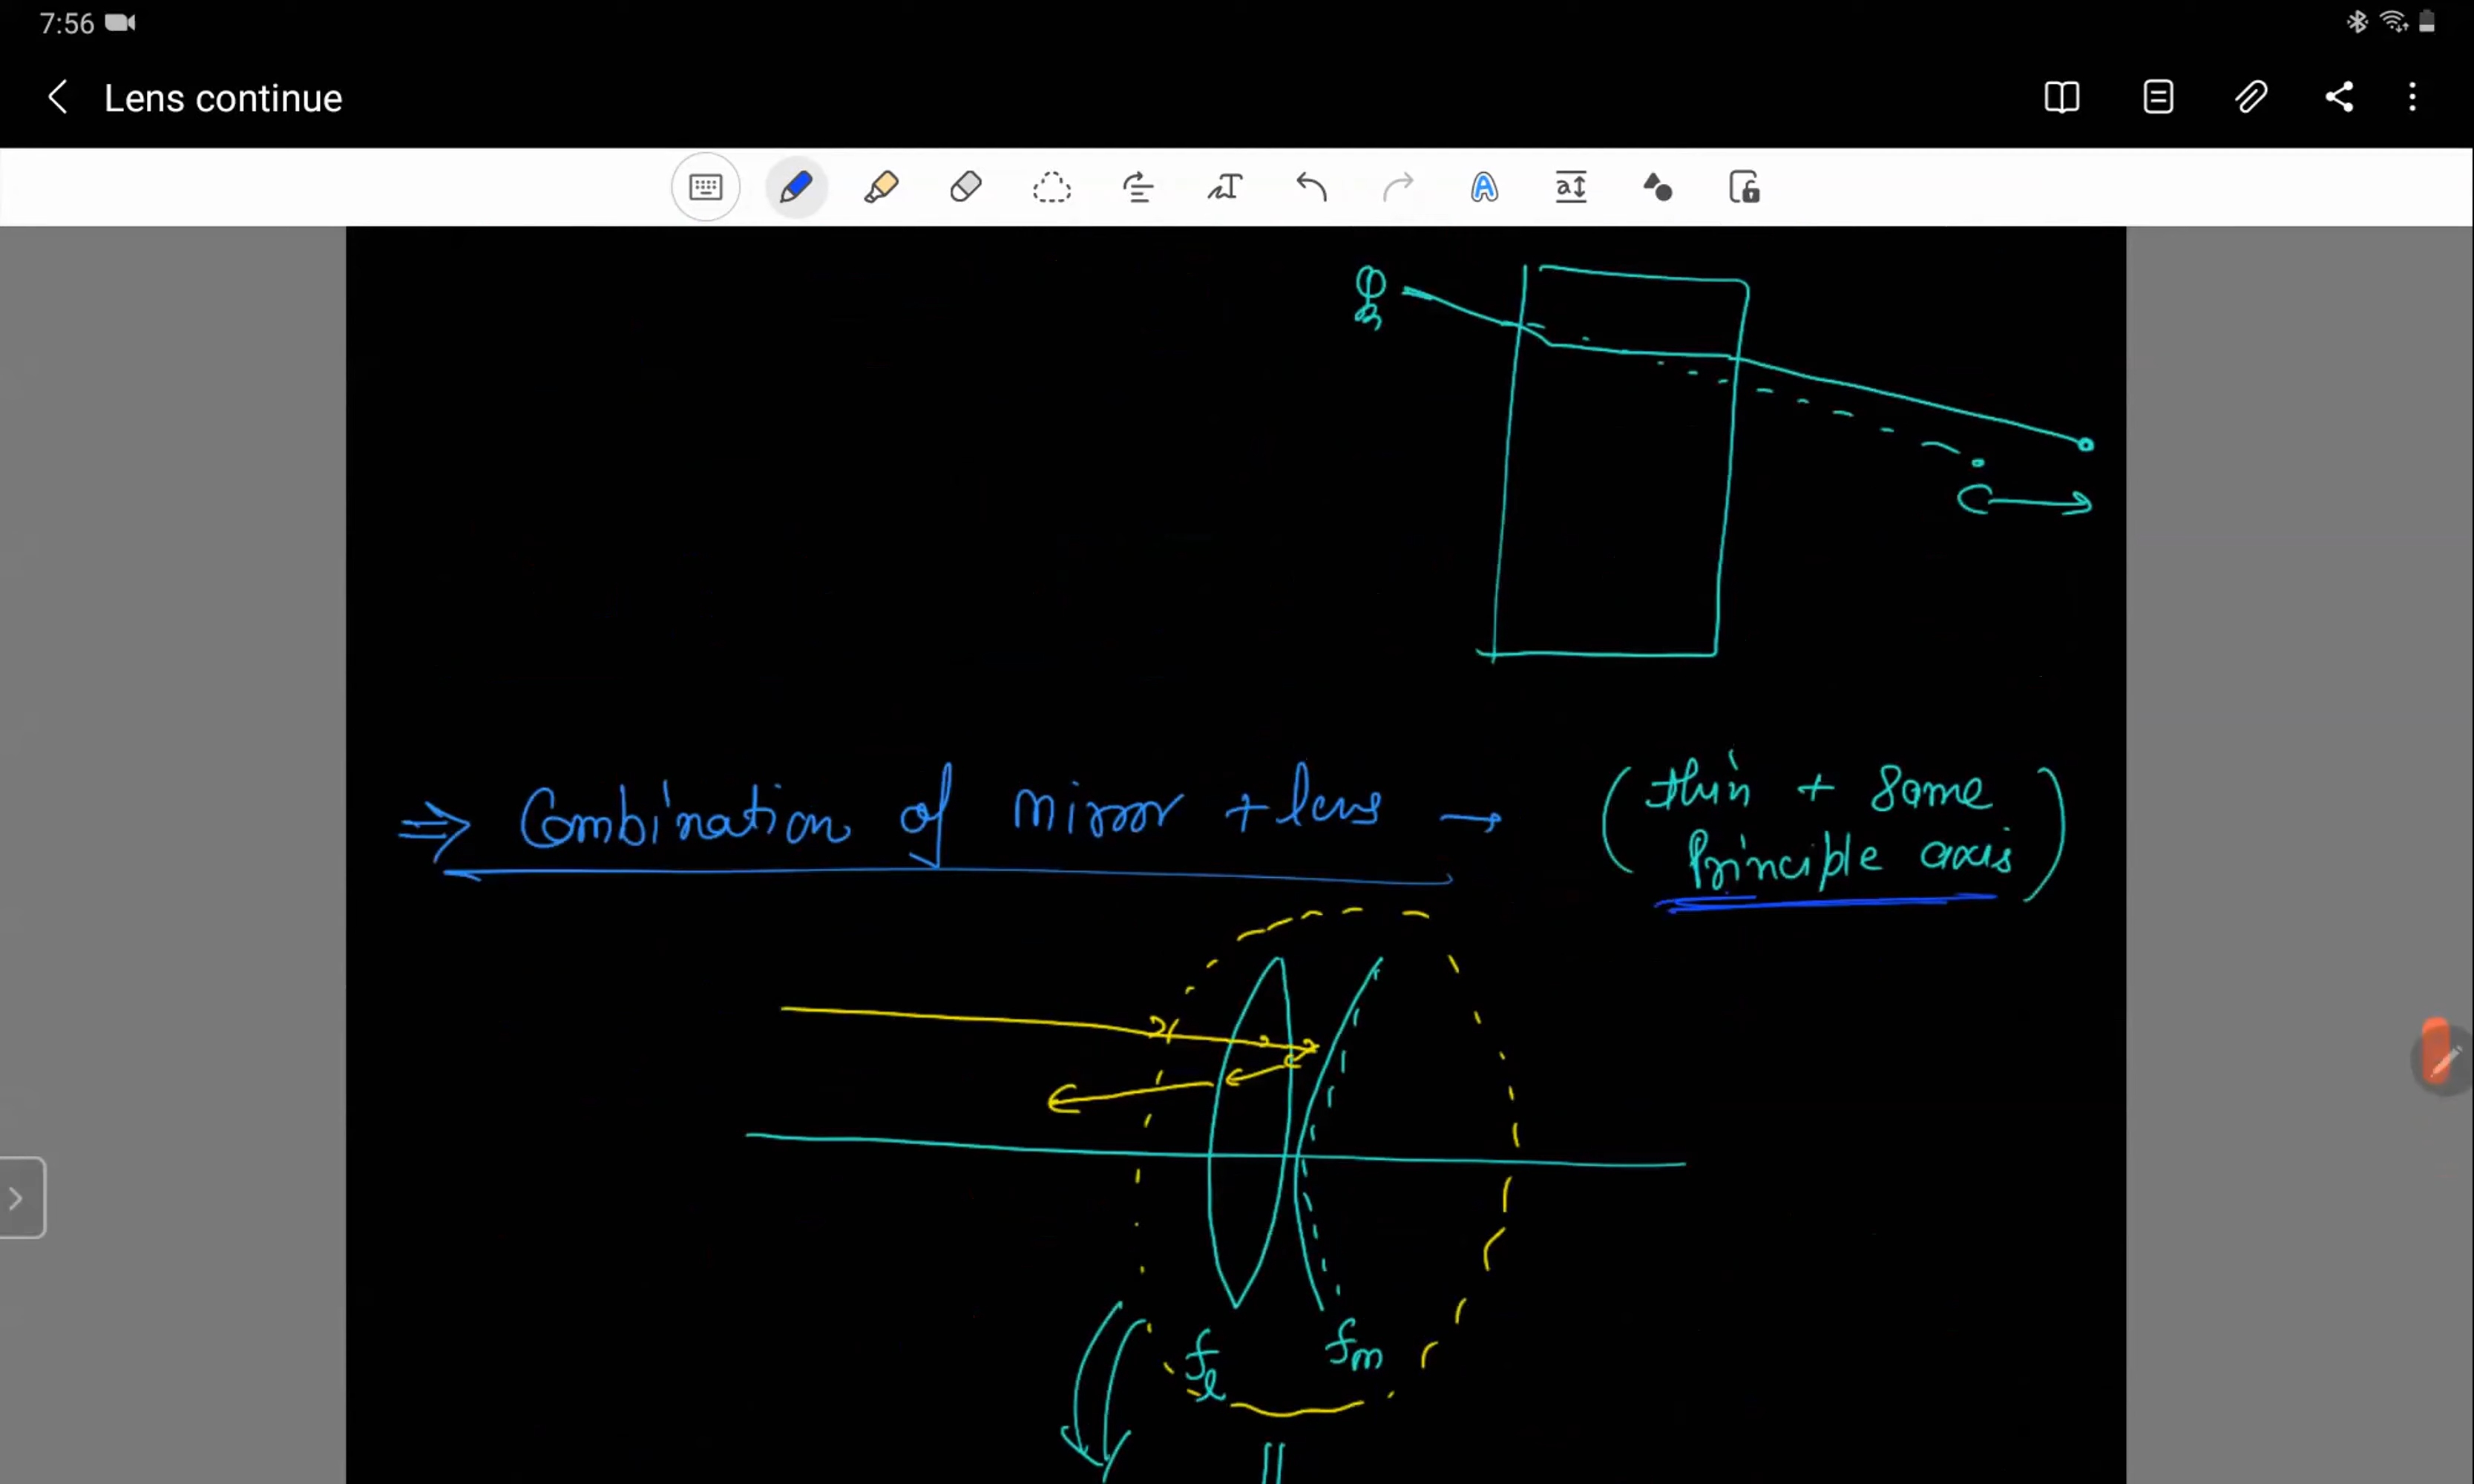 7:56
Lens continue
⇒ Combination of mirror + lens → (thin + Same
Principle axis)
fl
fm